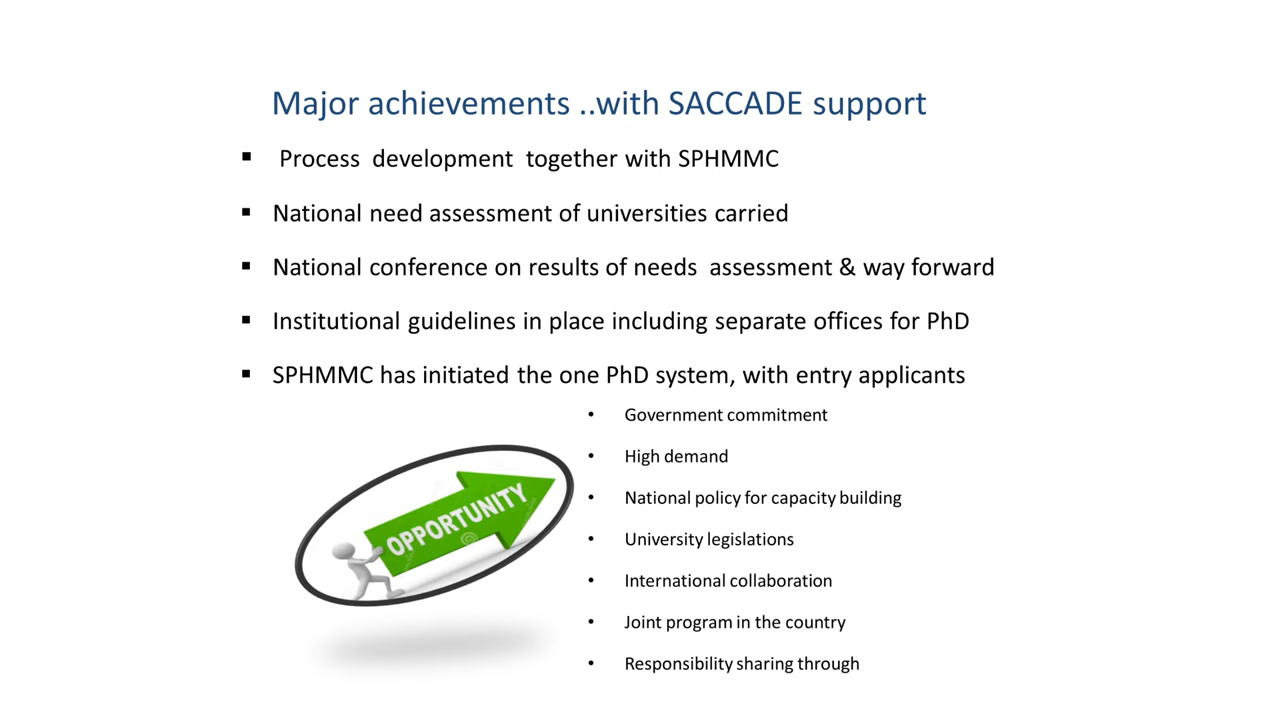 Major achievements ..with SACCADE support
▪ Process development together with SPHMMC
▪ National need assessment of universities carried
▪ National conference on results of needs assessment & way forward
▪ Institutional guidelines in place including separate offices for PhD
▪ SPHMMC has initiated the one PhD system, with entry applicants
• Government commitment
• High demand
OPPORTUNITY
• National policy for capacity building
• University legislations
• International collaboration
• Joint program in the country
• Responsibility sharing through